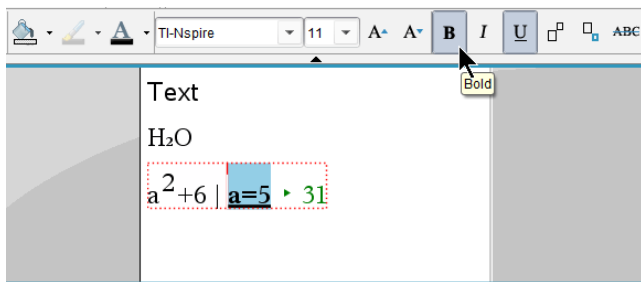 A TI-Nspire 11 A A B I U ABC
Bold
Text
H₂O
a²+6 | a=5 ‣ 31